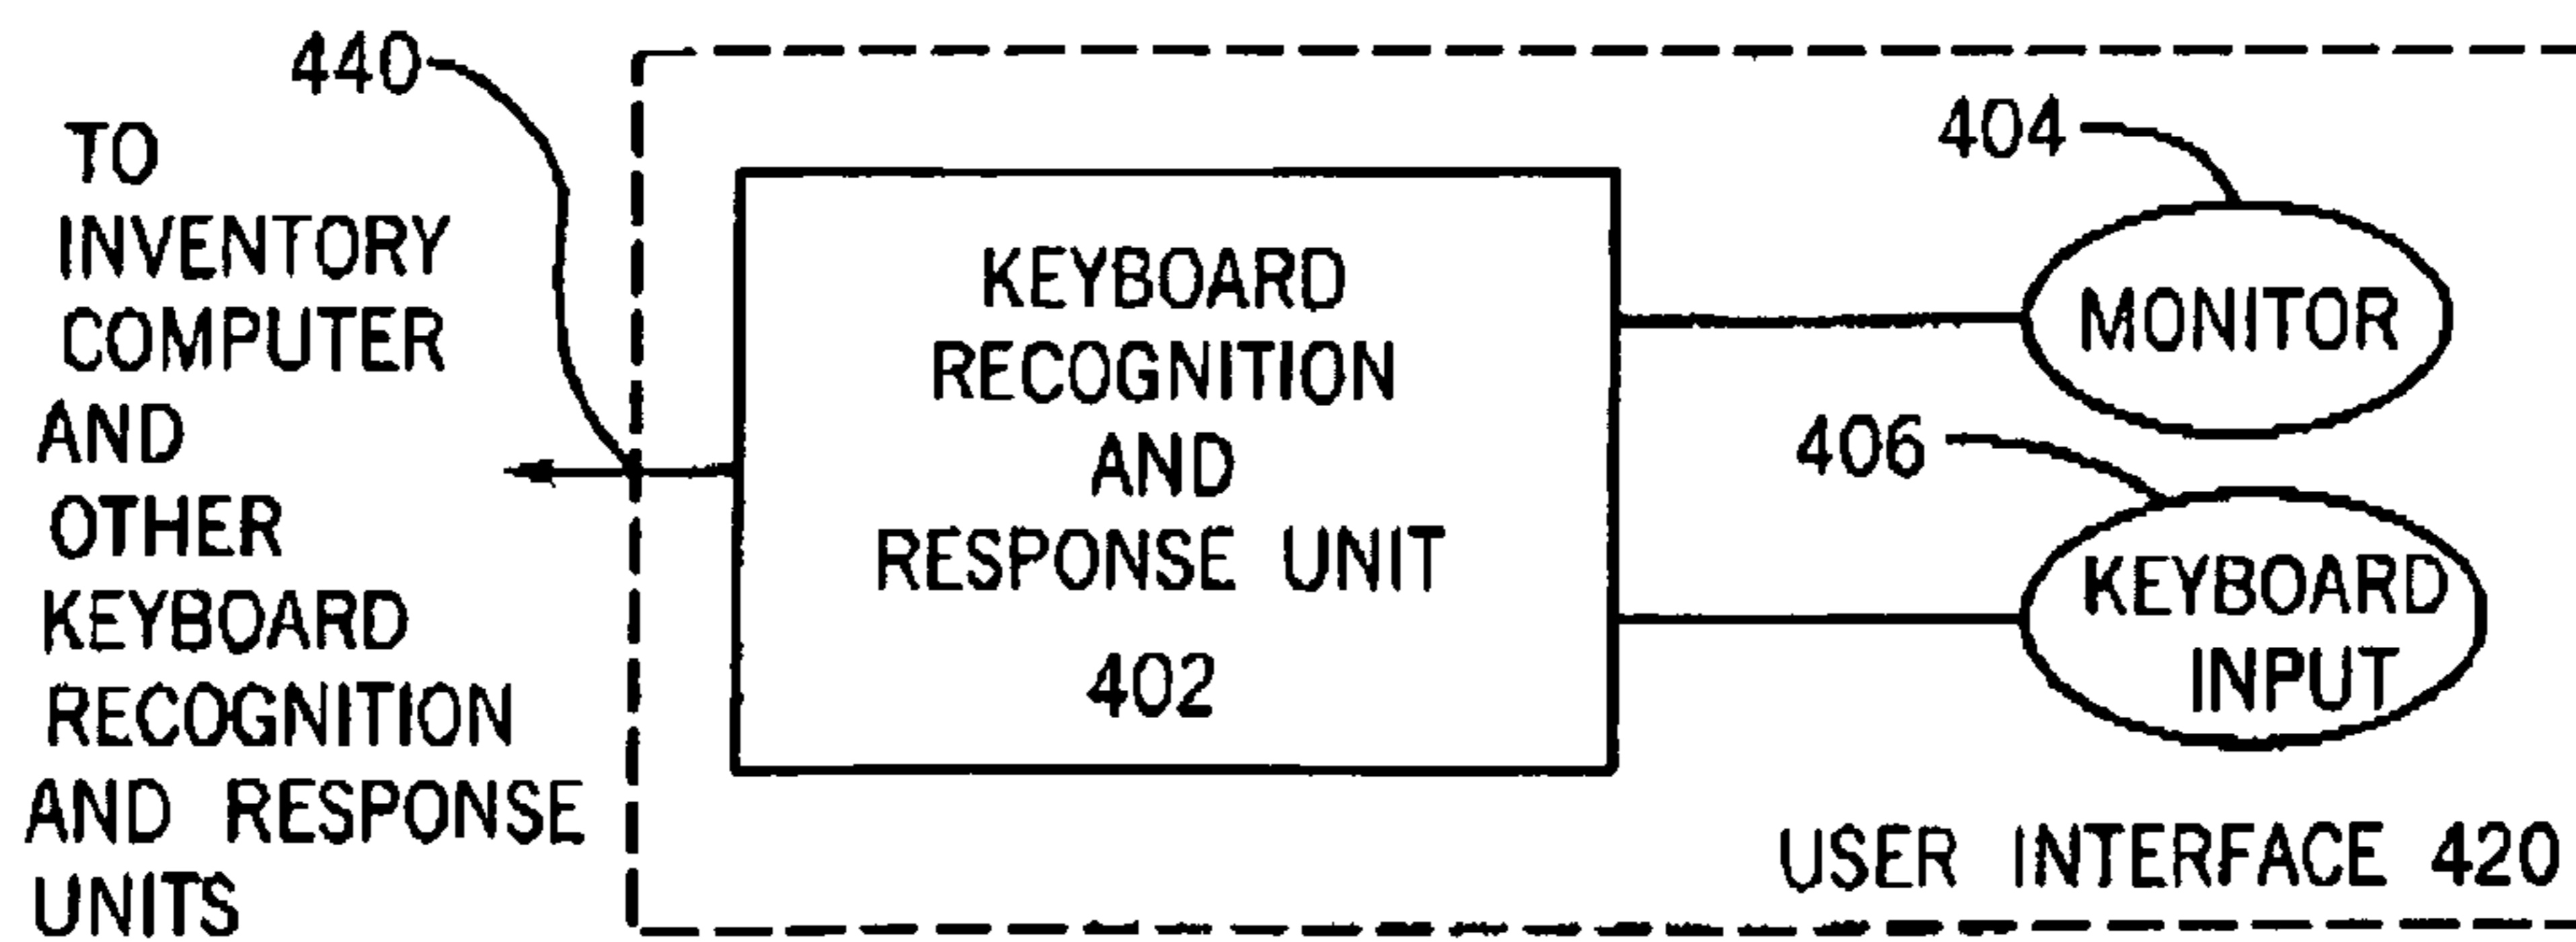 440
TO
INVENTORY
COMPUTER
AND
OTHER
KEYBOARD
RECOGNITION
AND RESPONSE
UNITS
KEYBOARD
RECOGNITION
AND
RESPONSE UNIT
402
404
MONITOR
406
KEYBOARD
INPUT
USER INTERFACE 420